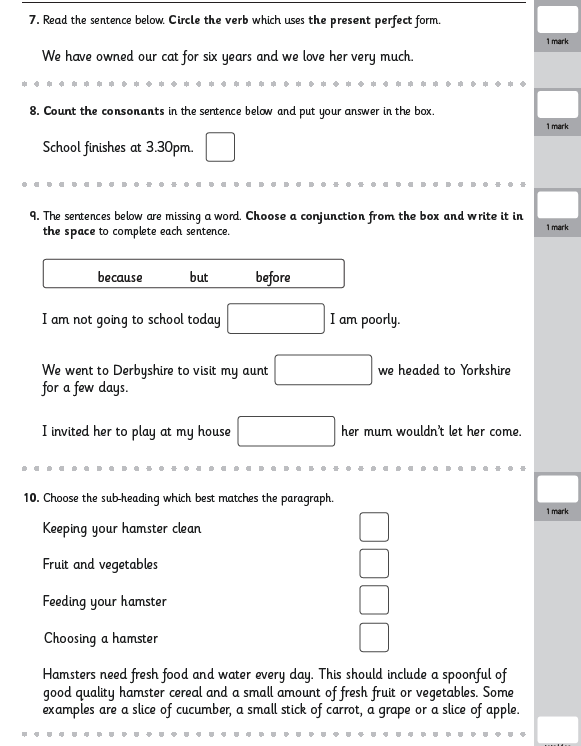 7. Read the sentence below. Circle the verb which uses the present perfect form.
1 mark
We have owned our cat for six years and we love her very much.
8. Count the consonants in the sentence below and put your answer in the box.
1 mark
School finishes at 3.30pm.
9. The sentences below are missing a word. Choose a conjunction from the box and write it in
the space to complete each sentence.
1 mark
because but before
I am not going to school today I am poorly.
We went to Derbyshire to visit my aunt we headed to Yorkshire
for a few days.
I invited her to play at my house her mum wouldn't let her come.
10. Choose the sub-heading which best matches the paragraph.
1 mark
Keeping your hamster clean
Fruit and vegetables
Feeding your hamster
Choosing a hamster
Hamsters need fresh food and water every day. This should include a spoonful of
good quality hamster cereal and a small amount of fresh fruit or vegetables. Some
examples are a slice of cucumber, a small stick of carrot, a grape or a slice of apple.